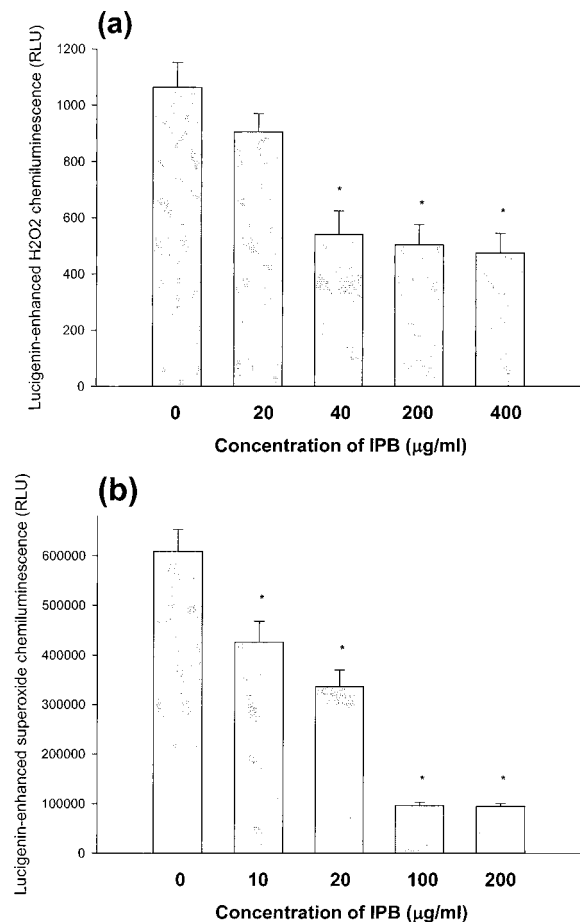 (a)
Lucigenin-enhanced H2O2 chemiluminescence (RLU)
1200
1000
800
600
400
200
0
* * *
0 20 40 200 400
Concentration of IPB (µg/ml)
(b)
Lucigenin-enhanced superoxide chemiluminescence (RLU)
600000
500000
400000
300000
200000
100000
0
* * * *
0 10 20 100 200
Concentration of IPB (µg/ml)